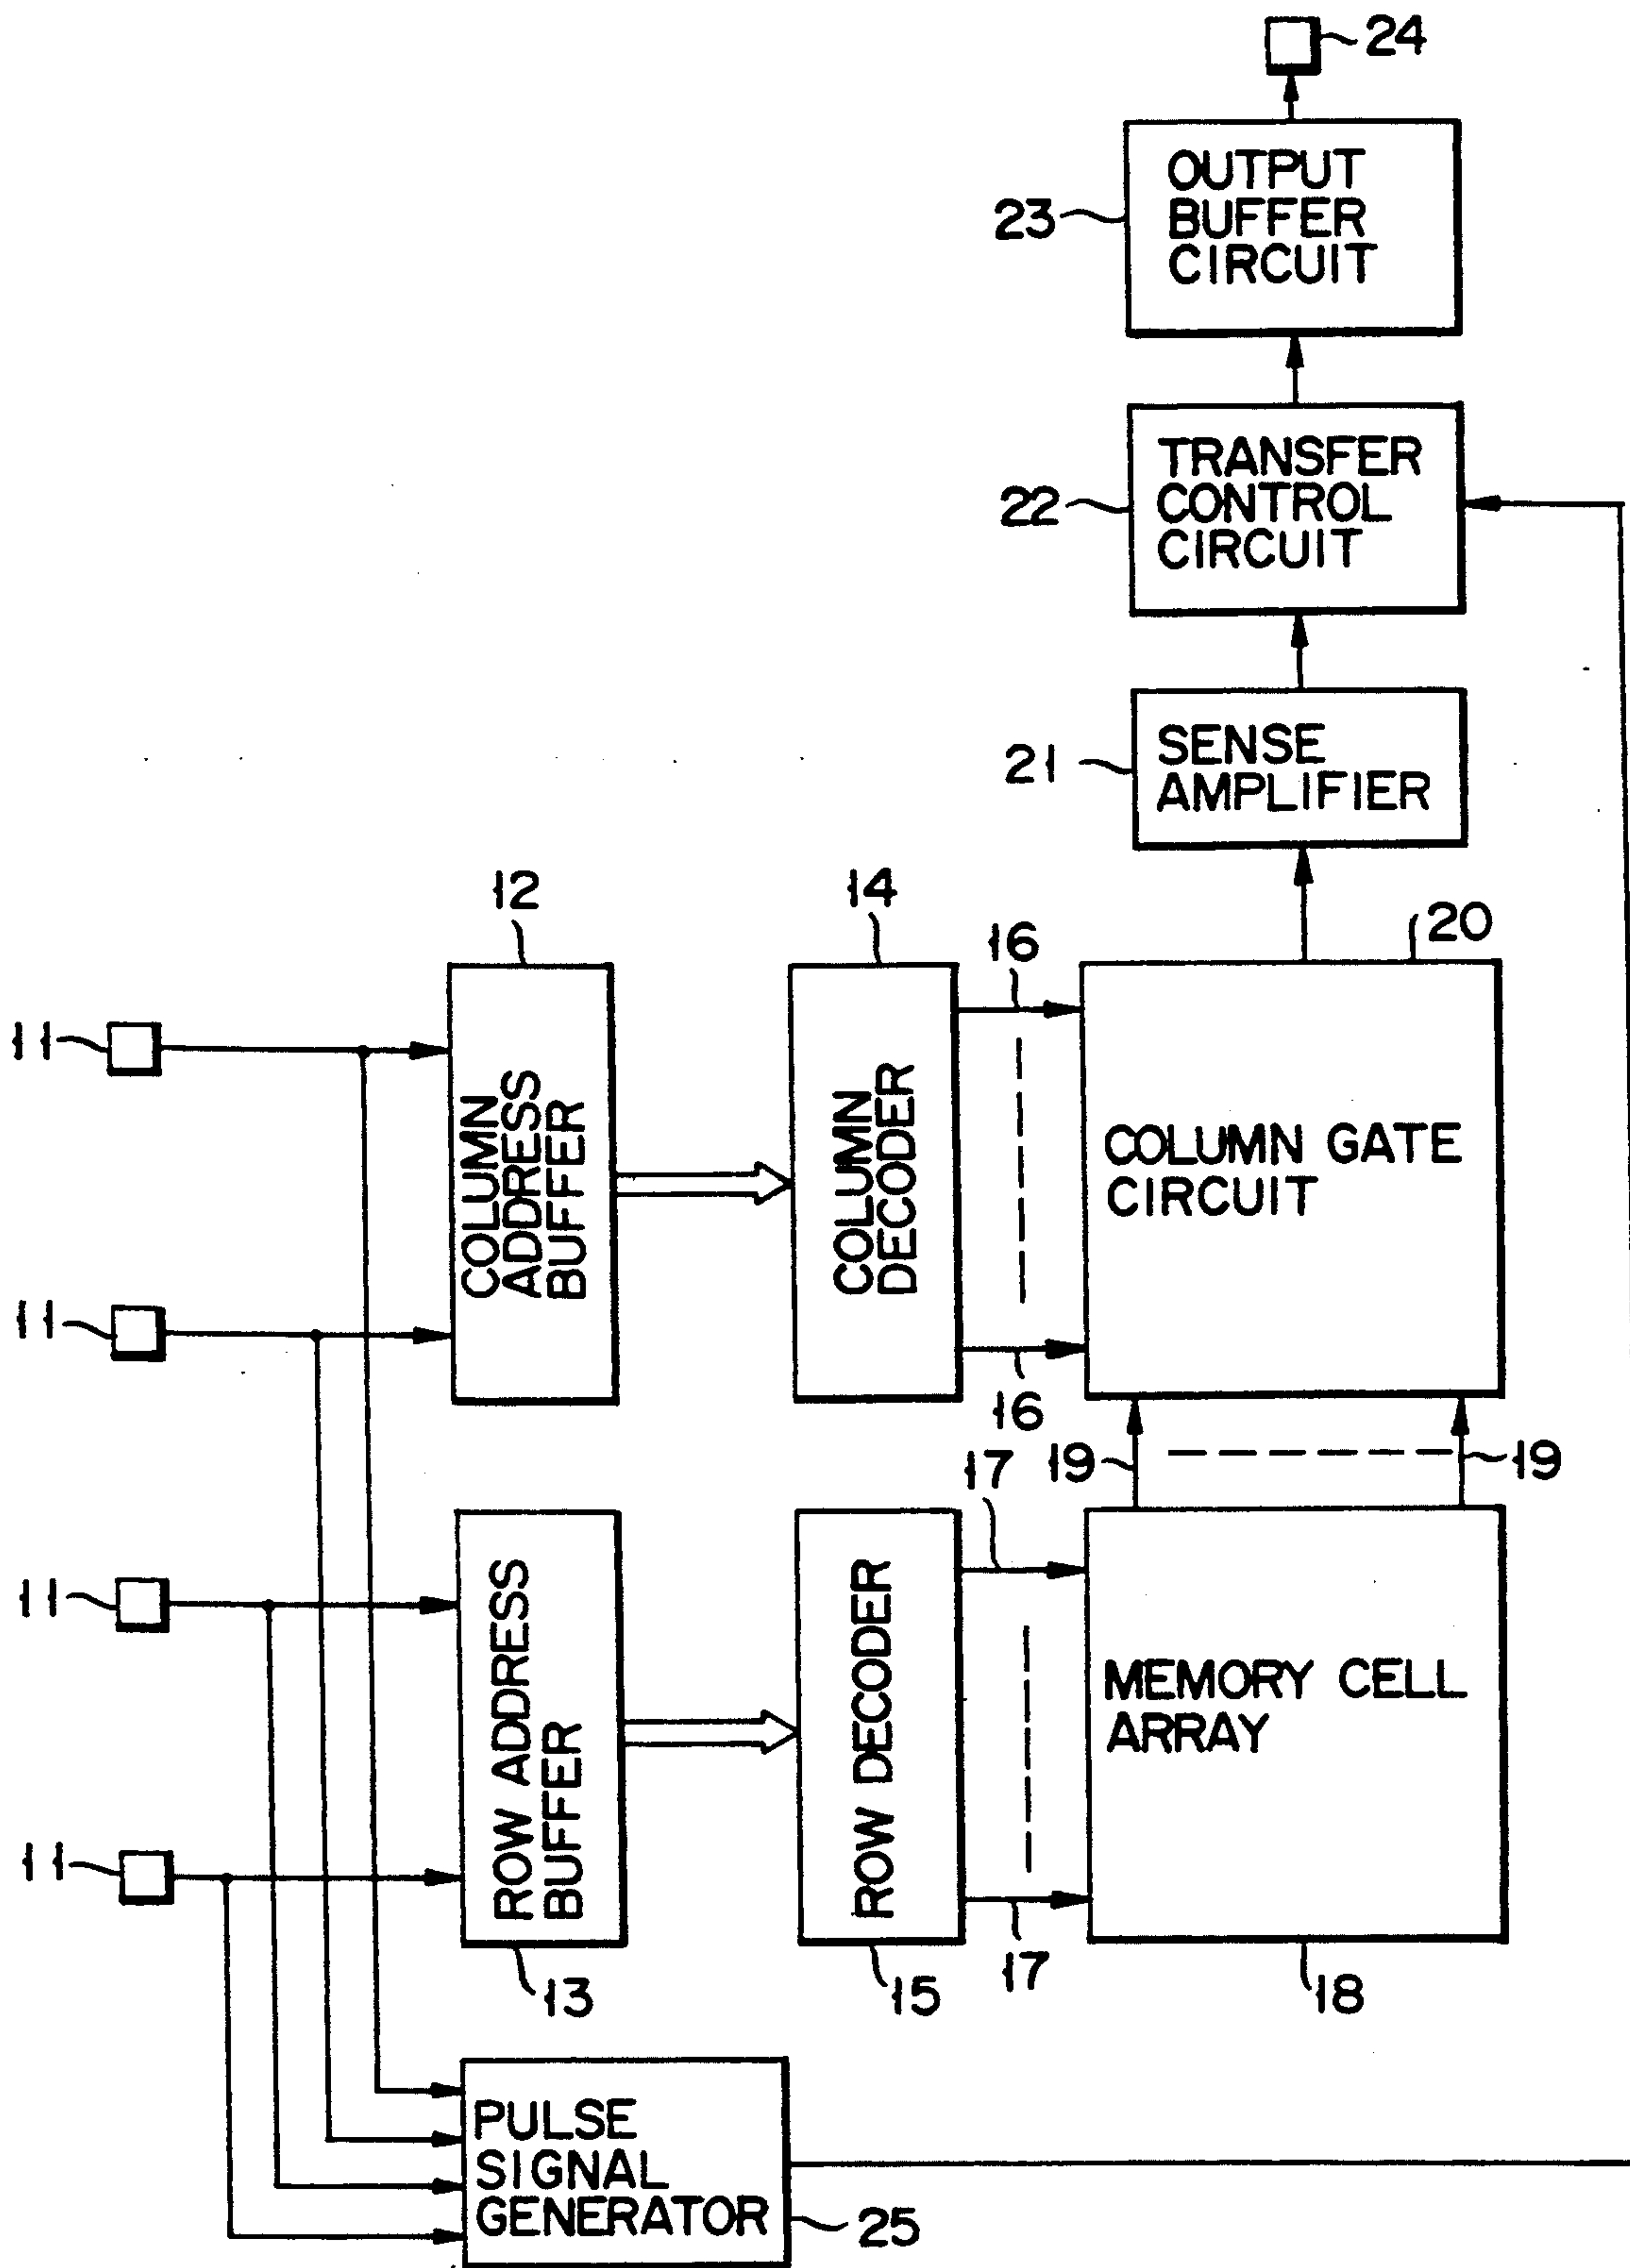 24
OUTPUT
BUFFER
CIRCUIT
23
TRANSFER
CONTROL
CIRCUIT
22
SENSE
AMPLIFIER
21
12
14
16
20
11
COLUMN
ADDRESS
BUFFER
COLUMN
DECODER
COLUMN GATE
CIRCUIT
11
16
17
19
19
11
ROW ADDRESS
BUFFER
ROW DECODER
MEMORY CELL
ARRAY
11
13
15
17
18
PULSE
SIGNAL
GENERATOR
25